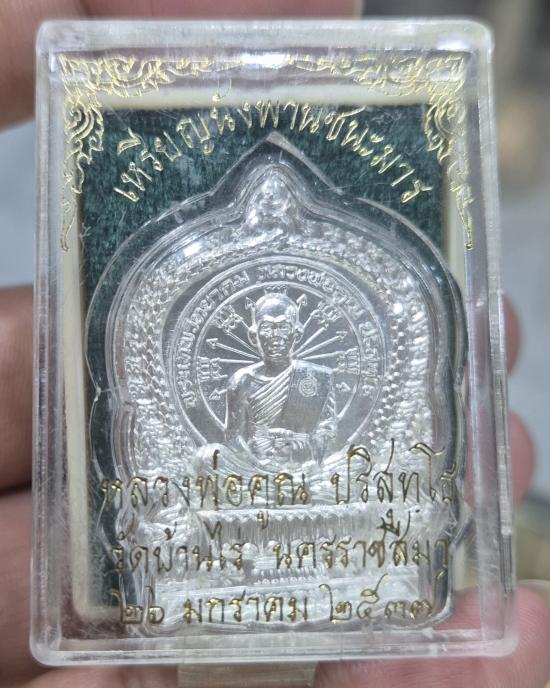 เหรียญนั่งพานชนะมาร
หลวงพ่อคูณ ปริสุทโธ
วัดบ้านไร่ นครราชสีมา
๒๖ มกราคม ๒๕๓๗